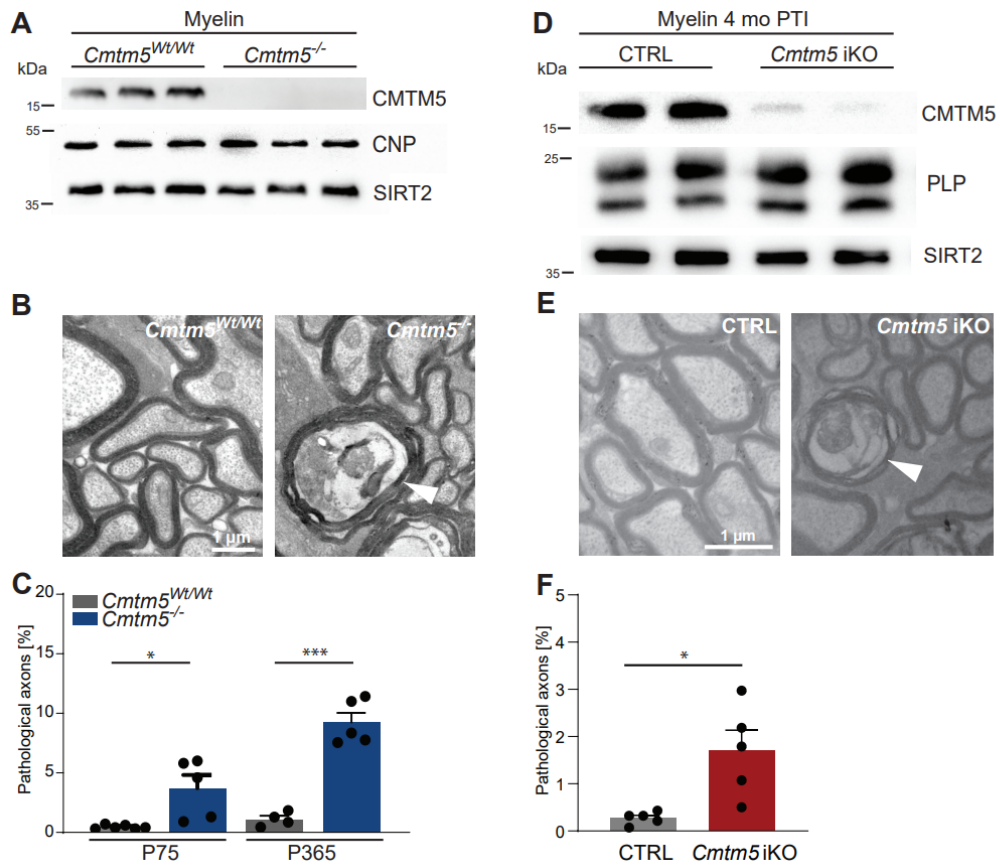 A
Myelin
Cmtm5Wt/Wt Cmtm5-/-
kDa
CMTM5
15
55
CNP
SIRT2
35
B
Cmtm5Wt/Wt
1 µm
Cmtm5-/-
C
Cmtm5Wt/Wt
Cmtm5-/-
Pathological axons [%]
20
15
10
5
0
*
***
P75 P365
D
Myelin 4 mo PTI
CTRL Cmtm5 iKO
kDa
CMTM5
15
25
PLP
SIRT2
35
E
CTRL
1 µm
Cmtm5 iKO
F
Pathological axons [%]
5
4
3
2
1
0
*
CTRL Cmtm5 iKO